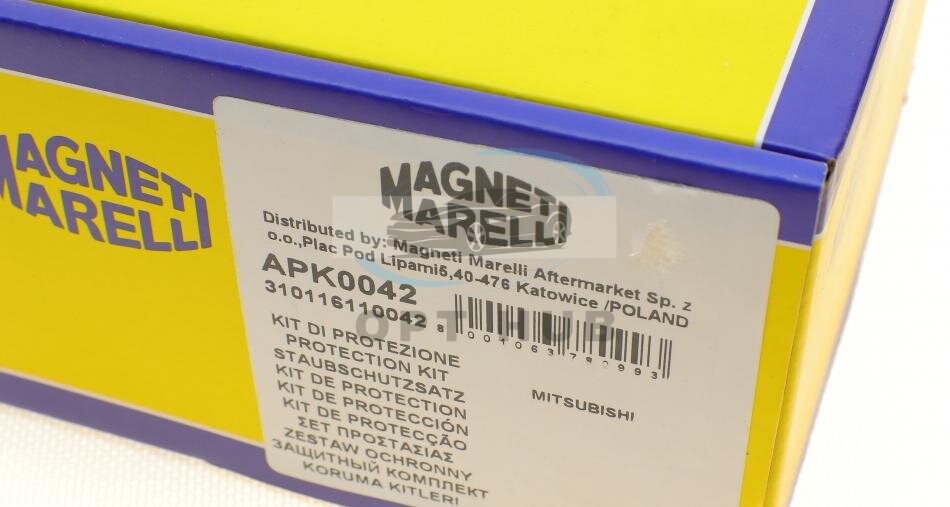 MAGNETI
MARELLI
MAGNETI
MARELLI
Distributed by: Magneti Marelli Aftermarket Sp. z
o.o.,Plac Pod Lipami5,40-476 Katowice /POLAND
APK0042
310116110042
OPT HUB
MITSUBISHI
KIT DI PROTEZIONE
PROTECTION KIT
STAUBSCHUTZSATZ
KIT DE PROTECTION
KIT DE PROTECCIÓN
KIT DE PROTECÇÃO
ΣΕΤ ΠΡΟΣΤΑΣΙΑΣ
ZESTAW OCHRONNY
ЗАЩИТНЫЙ КОМПЛЕКТ
KORUMA KITLERI